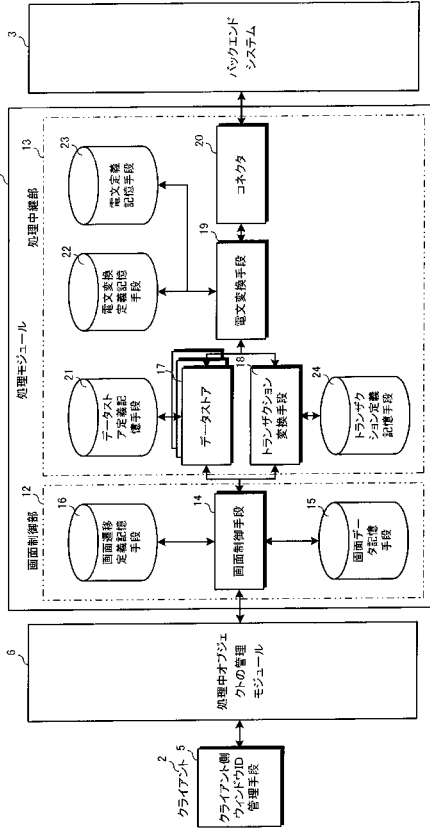 3
バックエンド
システム
処理モジュール
13
処理中継部
23
電文定義
記憶手段
22
電文変換
定義記憶
手段
21
データスト
ア定義記
憶手段
20
コネクタ
19
電文変換手段
17
データストア
18
トランザクション
変換手段
24
トランザク
ション定義
記憶手段
12
画面制御部
16
画面遷移
定義記憶
手段
14
画面制御手段
15
画面デー
タ記憶
手段
6
処理中オブジェ
クトの管理
モジュール
クライアント
2
5
クライアント側
ウィンドウID
管理手段